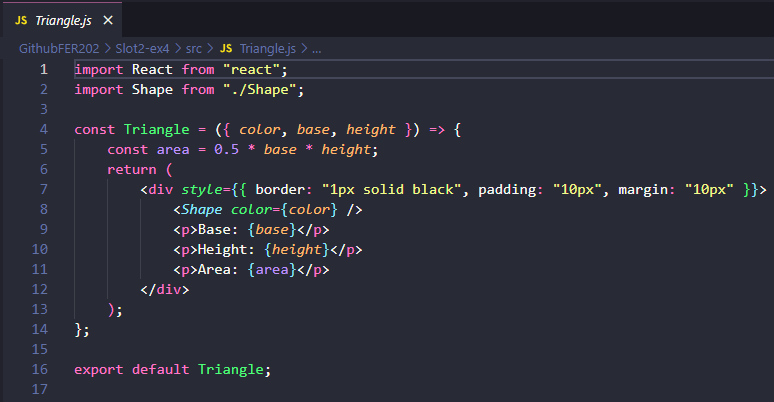 JS Triangle.js ×
GithubFER202 > Slot2-ex4 > src > JS Triangle.js > ...
1 import React from "react";
2 import Shape from "./Shape";
3
4 const Triangle = ({ color, base, height }) => {
5     const area = 0.5 * base * height;
6     return (
7         <div style={{ border: "1px solid black", padding: "10px", margin: "10px" }}>
8             <Shape color={color} />
9             <p>Base: {base}</p>
10             <p>Height: {height}</p>
11             <p>Area: {area}</p>
12         </div>
13     );
14 };
15
16 export default Triangle;
17